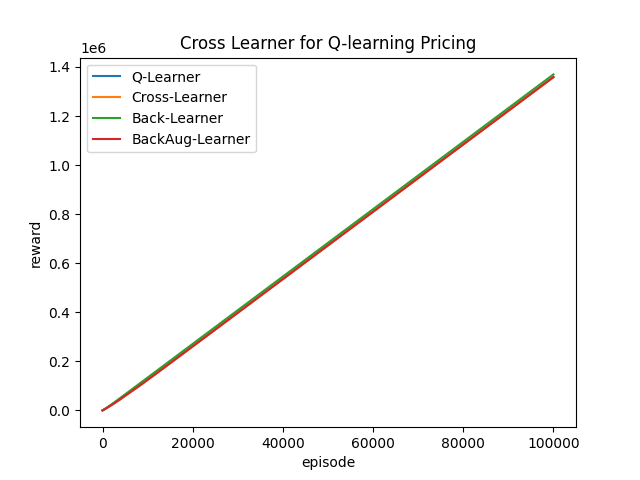 Cross Learner for Q-learning Pricing
1e6
Q-Learner
Cross-Learner
Back-Learner
BackAug-Learner
1.4
1.2
1.0
0.8
0.6
0.4
0.2
0.0
reward
0 20000 40000 60000 80000 100000
episode